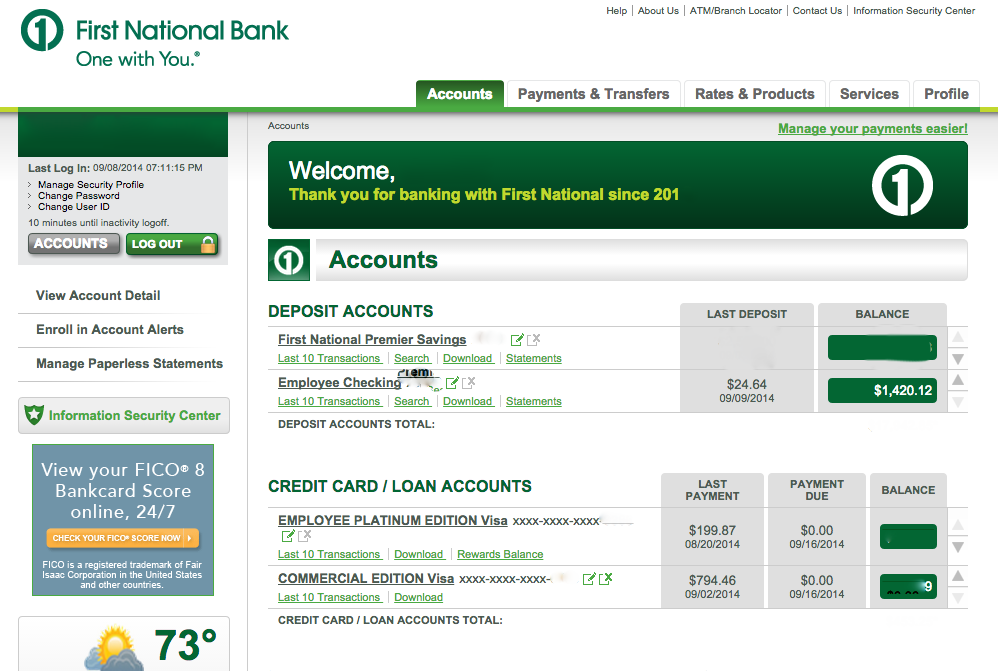 Help | About Us | ATM/Branch Locator | Contact Us | Information Security Center
1 First National Bank
One with You.®
Accounts Payments & Transfers Rates & Products Services Profile
Last Log In: 09/08/2014 07:11:15 PM
> Manage Security Profile
> Change Password
> Change User ID
10 minutes until inactivity logoff.
ACCOUNTS LOG OUT
View Account Detail
Enroll in Account Alerts
Manage Paperless Statements
Information Security Center
View your FICO® 8
Bankcard Score
online, 24/7
CHECK YOUR FICO® SCORE NOW
FICO is a registered trademark of Fair
Isaac Corporation in the United States
and other countries.
73°
Accounts
Manage your payments easier!
Welcome,
Thank you for banking with First National since 201
1
1 Accounts
DEPOSIT ACCOUNTS LAST DEPOSIT BALANCE
First National Premier Savings
Last 10 Transactions | Search | Download | Statements
Employee Checking
$24.64 $1,420.12
Last 10 Transactions | Search | Download | Statements
09/09/2014
DEPOSIT ACCOUNTS TOTAL:
CREDIT CARD / LOAN ACCOUNTS
LAST PAYMENT
PAYMENT DUE
BALANCE
EMPLOYEE PLATINUM EDITION Visa xxxx-xxxx-xxxx
$199.87 $0.00
08/20/2014 09/16/2014
Last 10 Transactions | Download | Rewards Balance
COMMERCIAL EDITION Visa xxxx-xxxx-xxxx-
$794.46 $0.00 9
09/02/2014 09/16/2014
Last 10 Transactions | Download
CREDIT CARD / LOAN ACCOUNTS TOTAL: